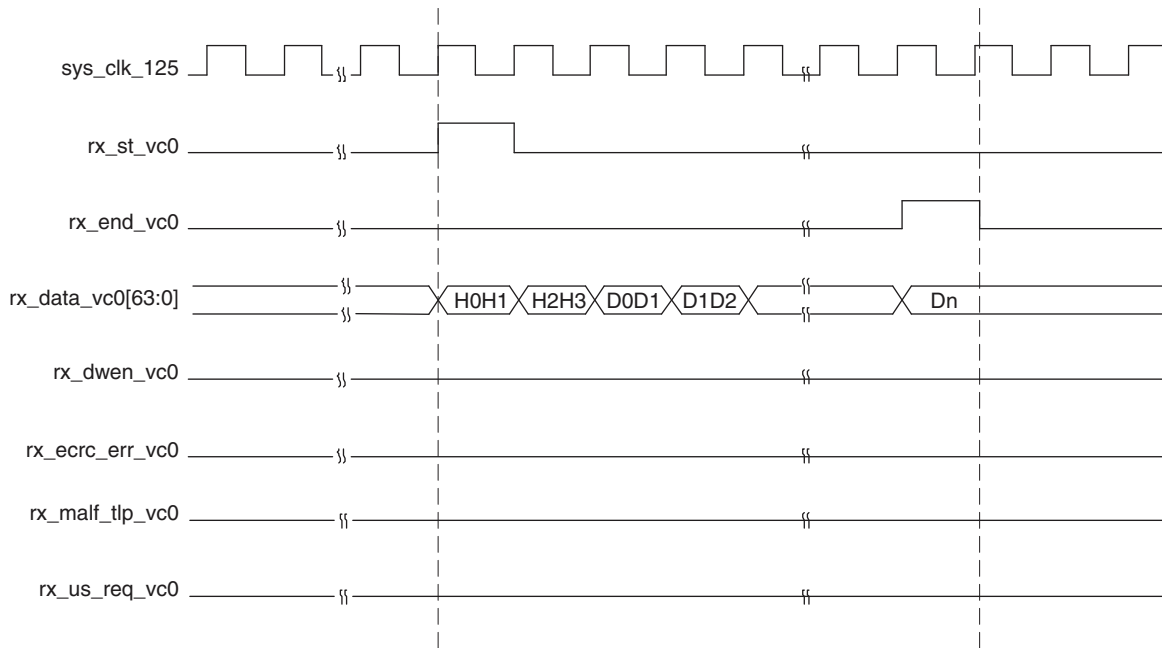 sys_clk_125
rx_st_vc0
rx_end_vc0
rx_data_vc0[63:0] H0H1 H2H3 D0D1 D1D2 Dn
rx_dwen_vc0
rx_ecrc_err_vc0
rx_malf_tlp_vc0
rx_us_req_vc0